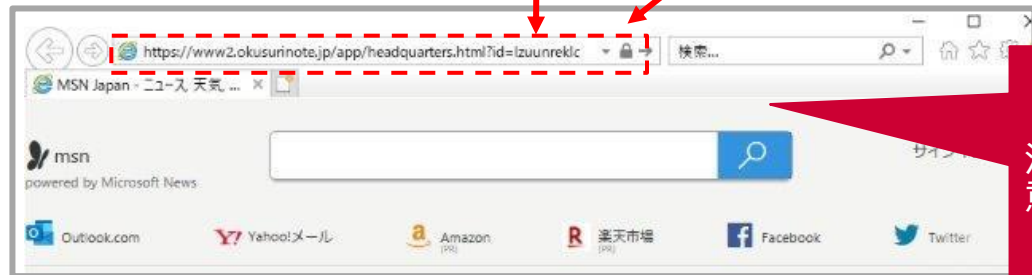 https://www2.okusurinote.jp/app/headquarters.html?id=lzuunreklc
検索...
MSN Japan - ニュース, 天気, ...
msn
powered by Microsoft News
Outlook.com
Yahoo!メール
Amazon
(PR)
楽天市場
(PR)
Facebook
Twitter